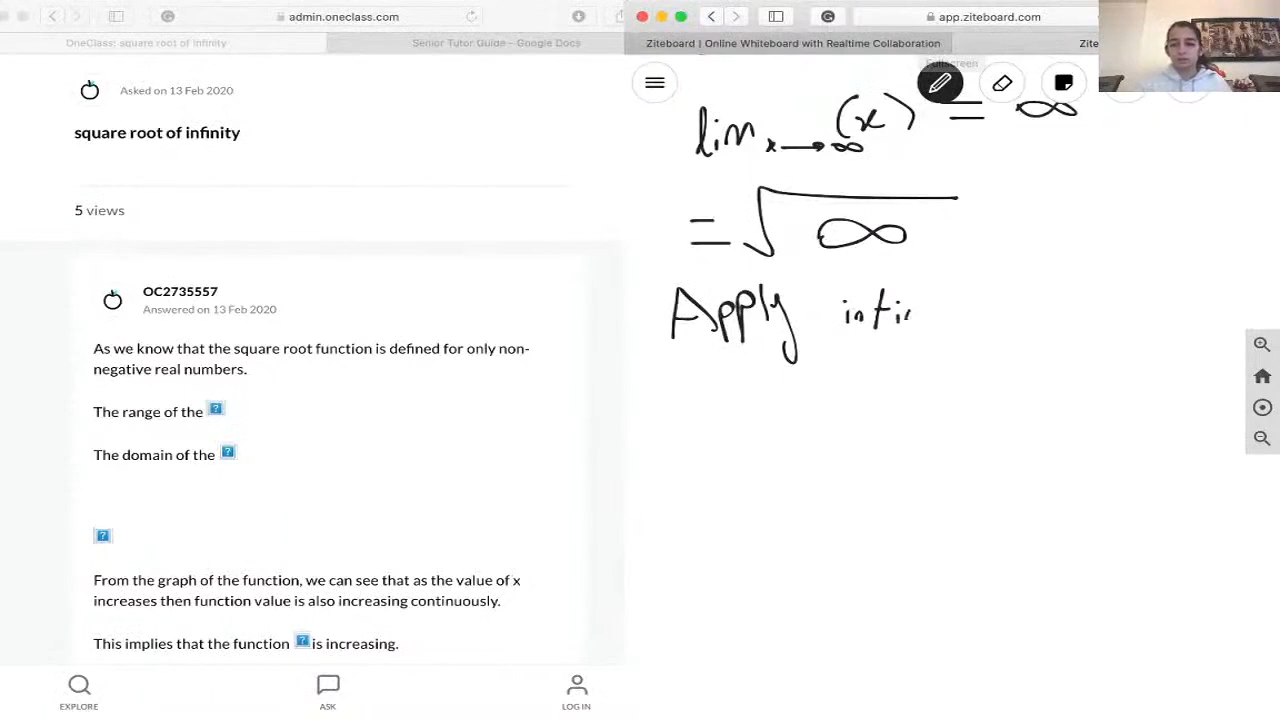 admin.oneclass.com
OneClass: square root of infinity
Senior Tutor Guide – Google Docs
Asked on 13 Feb 2020
square root of infinity
5 views
OC2735557
Answered on 13 Feb 2020
As we know that the square root function is defined for only non-
negative real numbers.
The range of the
The domain of the
From the graph of the function, we can see that as the value of x
increases then function value is also increasing continuously.
This implies that the function is increasing.
EXPLORE
ASK
LOG IN
app.ziteboard.com
Ziteboard | Online Whiteboard with Realtime Collaboration
Zite
Fullscreen
lim x→∞ (x) = ∞
= √∞
Apply infi